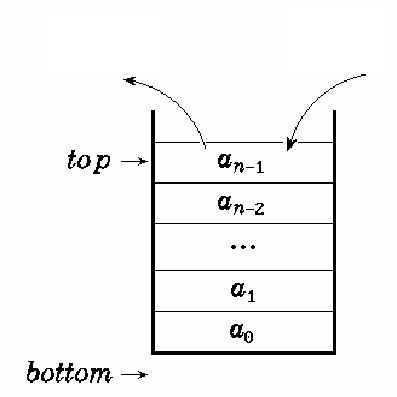 top → a_{n-1}
a_{n-2}
...
a_1
a_0
bottom →